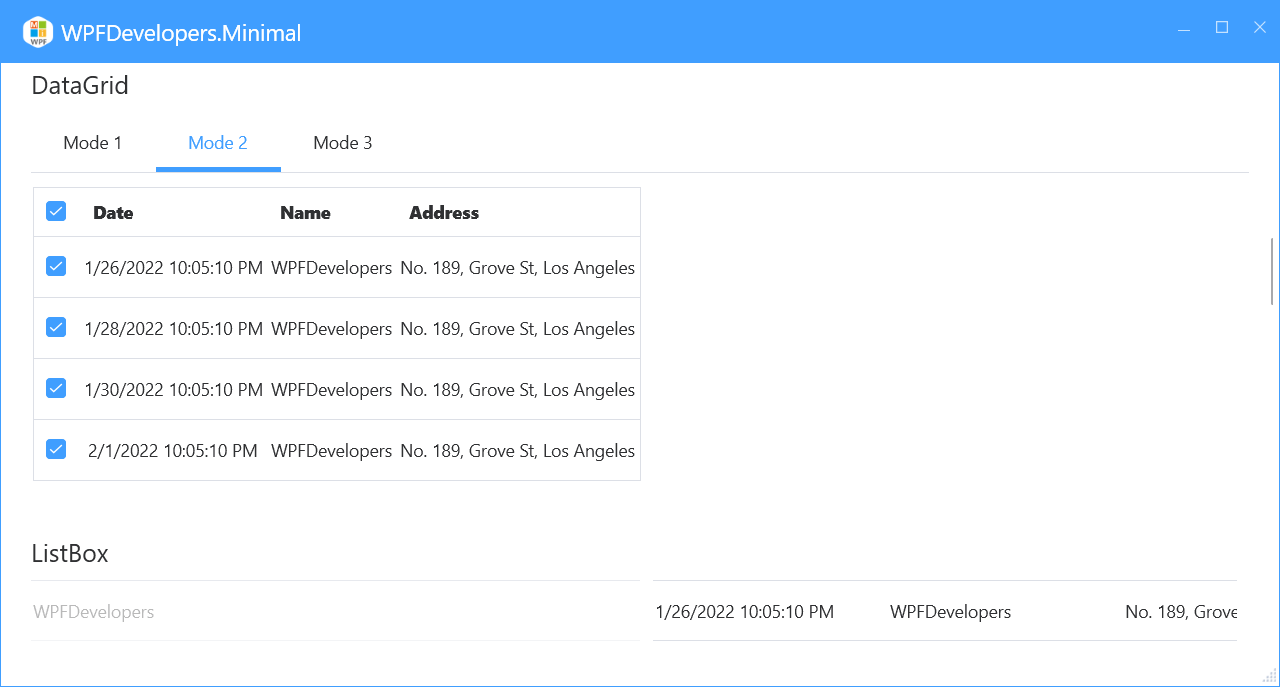 WPFDevelopers.Minimal
DataGrid
Mode 1 Mode 2 Mode 3
Date Name Address
1/26/2022 10:05:10 PM WPFDevelopers No. 189, Grove St, Los Angeles
1/28/2022 10:05:10 PM WPFDevelopers No. 189, Grove St, Los Angeles
1/30/2022 10:05:10 PM WPFDevelopers No. 189, Grove St, Los Angeles
2/1/2022 10:05:10 PM WPFDevelopers No. 189, Grove St, Los Angeles
ListBox
WPFDevelopers 1/26/2022 10:05:10 PM WPFDevelopers No. 189, Grove